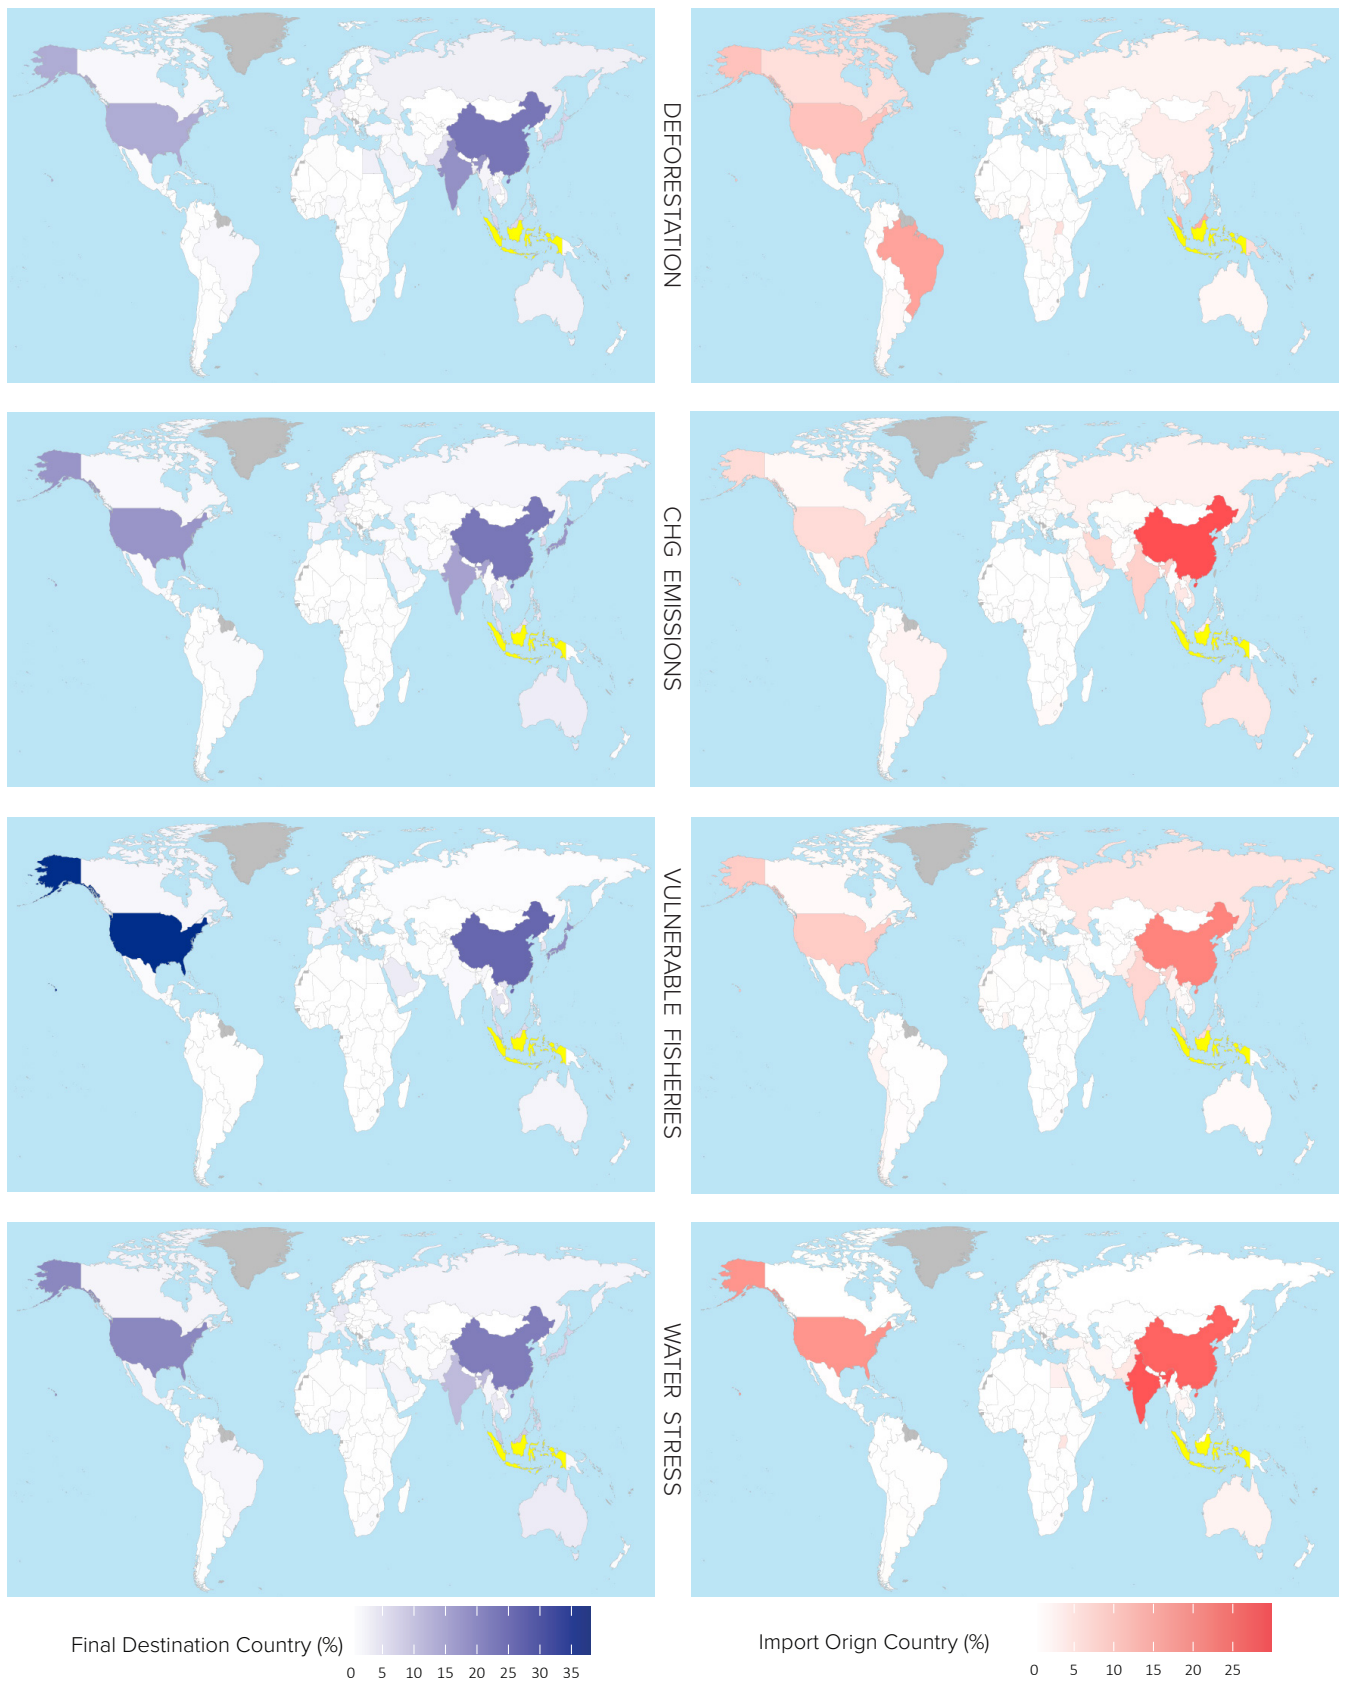 DEFORESTATION
CHG EMISSIONS
VULNERABLE FISHERIES
WATER STRESS
Final Destination Country (%)
0 5 10 15 20 25 30 35
Import Orign Country (%)
0 5 10 15 20 25